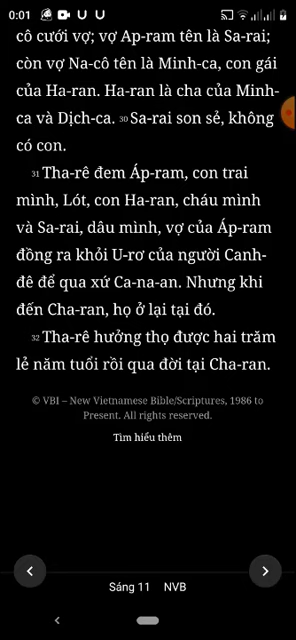 0:01
cô cưới vợ; vợ Áp-ram tên là Sa-rai;
còn vợ Na-cô tên là Minh-ca, con gái
của Ha-ran. Ha-ran là cha của Minh-
ca và Dịch-ca. 30 Sa-rai son sẻ, không
có con.
31 Tha-rê đem Áp-ram, con trai
mình, Lót, con Ha-ran, cháu mình
và Sa-rai, dâu mình, vợ của Áp-ram
đồng ra khỏi U-rơ của người Canh-
đê để qua xứ Ca-na-an. Nhưng khi
đến Cha-ran, họ ở lại tại đó.
32 Tha-rê hưởng thọ được hai trăm
lẻ năm tuổi rồi qua đời tại Cha-ran.
© VBI – New Vietnamese Bible/Scriptures, 1986 to
Present. All rights reserved.
Tìm hiểu thêm
Sáng 11 NVB